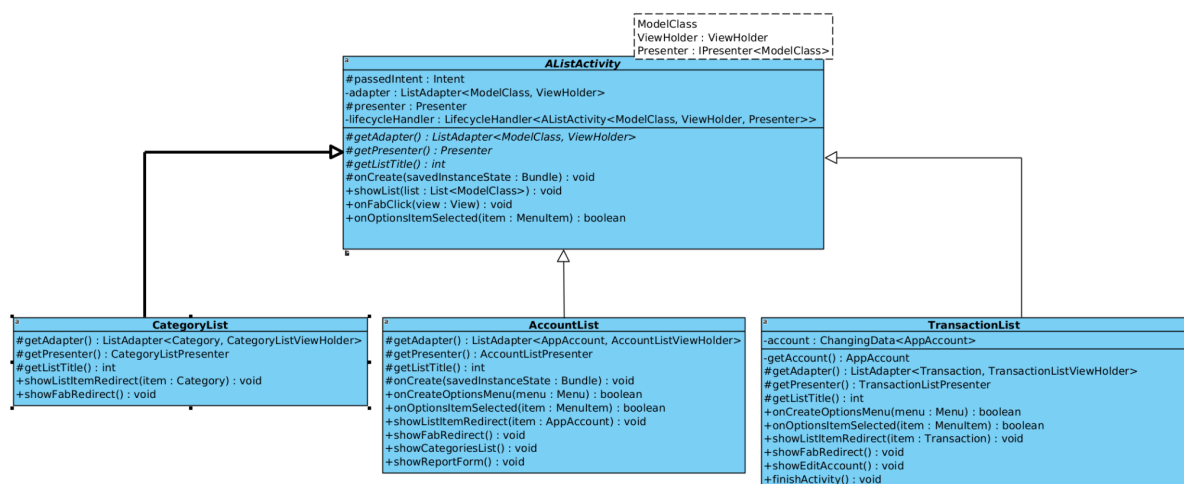 ModelClass
ViewHolder : ViewHolder
Presenter : IPresenter<ModelClass>
AListActivity
#passedIntent : Intent
-adapter : ListAdapter<ModelClass, ViewHolder>
#presenter : Presenter
-lifecycleHandler : LifecycleHandler<AListActivity<ModelClass, ViewHolder, Presenter>>
#getAdapter() : ListAdapter<ModelClass, ViewHolder>
#getPresenter() : Presenter
#getListTitle() : int
#onCreate(savedInstanceState : Bundle) : void
+showList(list : List<ModelClass>) : void
+onFabClick(view : View) : void
+onOptionsItemSelected(item : MenuItem) : boolean
CategoryList
#getAdapter() : ListAdapter<Category, CategoryListViewHolder>
#getPresenter() : CategoryListPresenter
#getListTitle() : int
+showListItemRedirect(item : Category) : void
+showFabRedirect() : void
AccountList
#getAdapter() : ListAdapter<AppAccount, AccountListViewHolder>
#getPresenter() : AccountListPresenter
#getListTitle() : int
#onCreate(savedInstanceState : Bundle) : void
+onCreateOptionsMenu(menu : Menu) : boolean
+onOptionsItemSelected(item : MenuItem) : boolean
+showListItemRedirect(item : AppAccount) : void
+showFabRedirect() : void
+showCategoriesList() : void
+showReportForm() : void
TransactionList
-account : ChangingData<AppAccount>
-getAccount() : AppAccount
#getAdapter() : ListAdapter<Transaction, TransactionListViewHolder>
#getPresenter() : TransactionListPresenter
#getListTitle() : int
+onCreateOptionsMenu(menu : Menu) : boolean
+onOptionsItemSelected(item : MenuItem) : boolean
+showListItemRedirect(item : Transaction) : void
+showFabRedirect() : void
+showEditAccount() : void
+finishActivity() : void